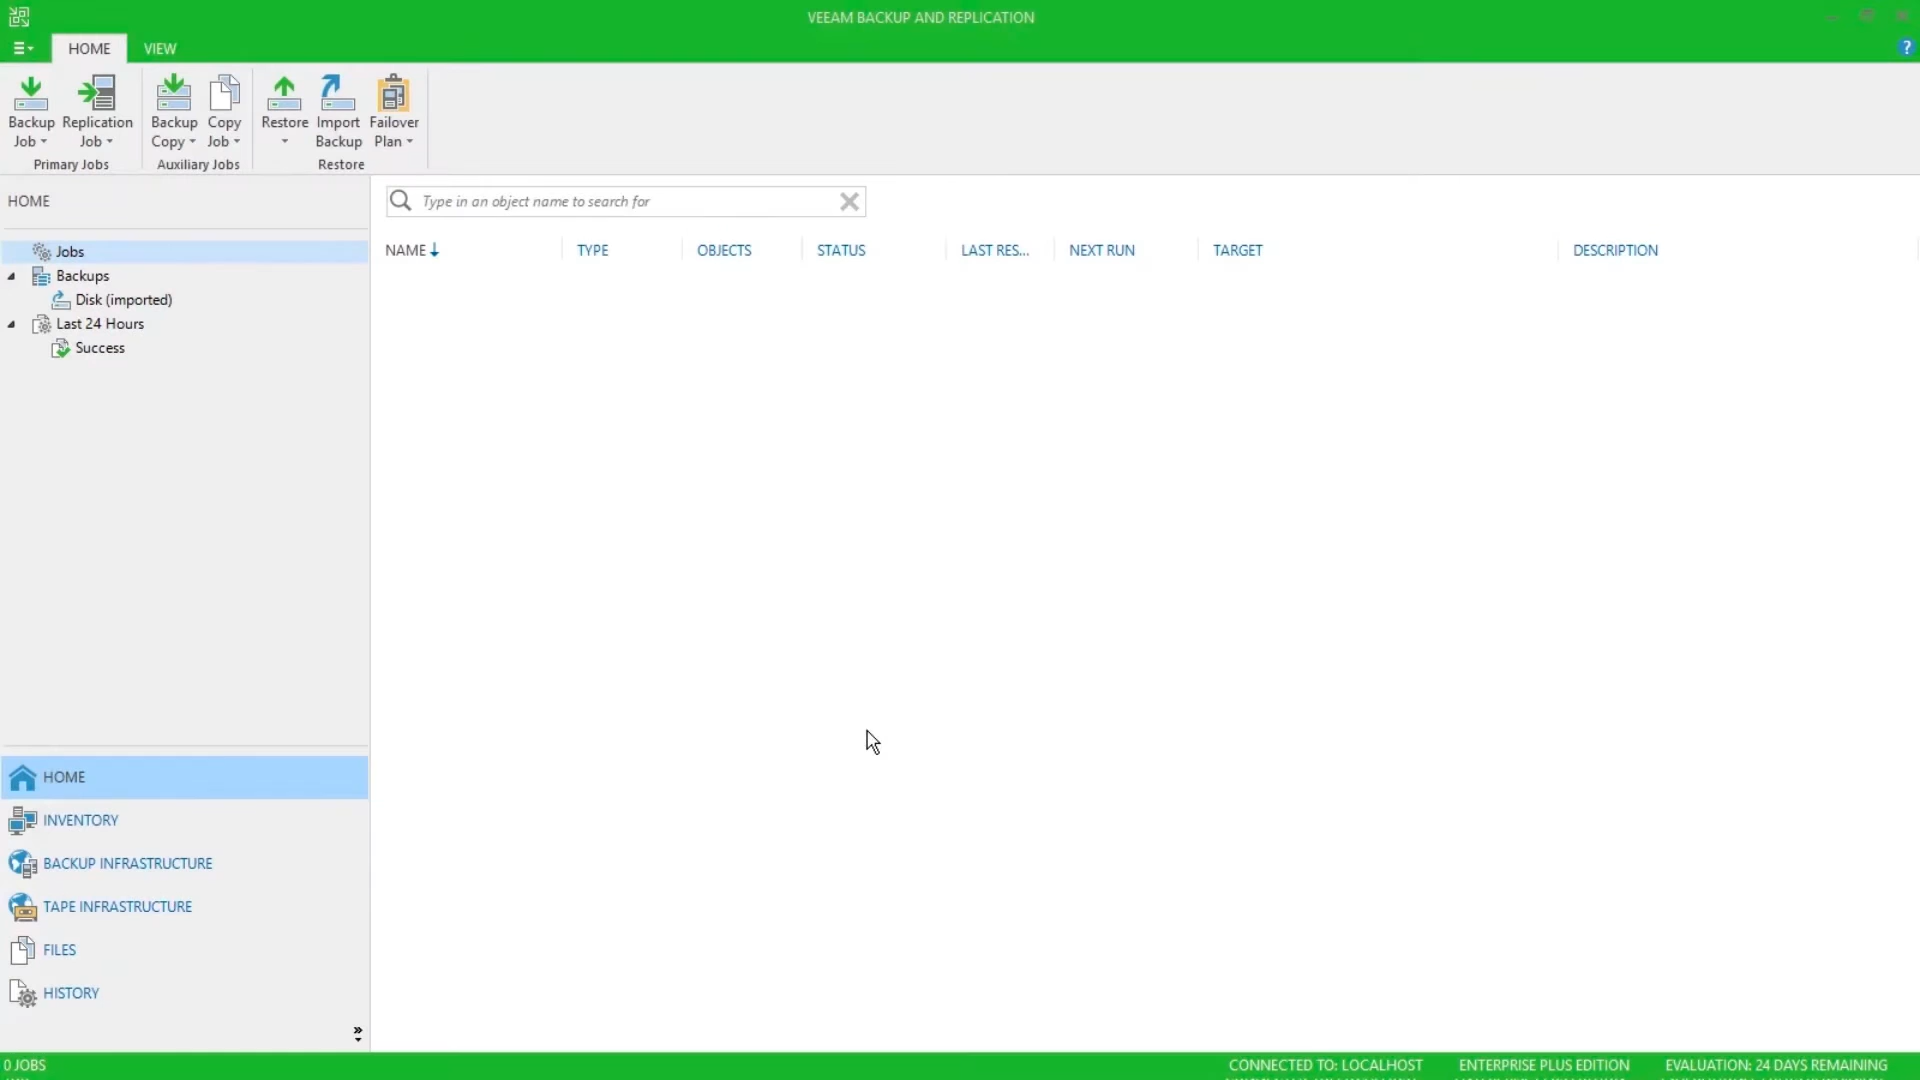 VEEAM BACKUP AND REPLICATION
HOME VIEW
?
Backup Job
Replication Job
Backup Copy
Copy Job
Restore
Import Backup
Failover Plan
Primary Jobs
Auxiliary Jobs
Restore
HOME
Type in an object name to search for
NAME TYPE OBJECTS STATUS LAST RES... NEXT RUN TARGET DESCRIPTION
Jobs
Backups
Disk (imported)
Last 24 Hours
Success
HOME
INVENTORY
BACKUP INFRASTRUCTURE
TAPE INFRASTRUCTURE
FILES
HISTORY
0 JOBS
CONNECTED TO: LOCALHOST ENTERPRISE PLUS EDITION EVALUATION: 24 DAYS REMAINING